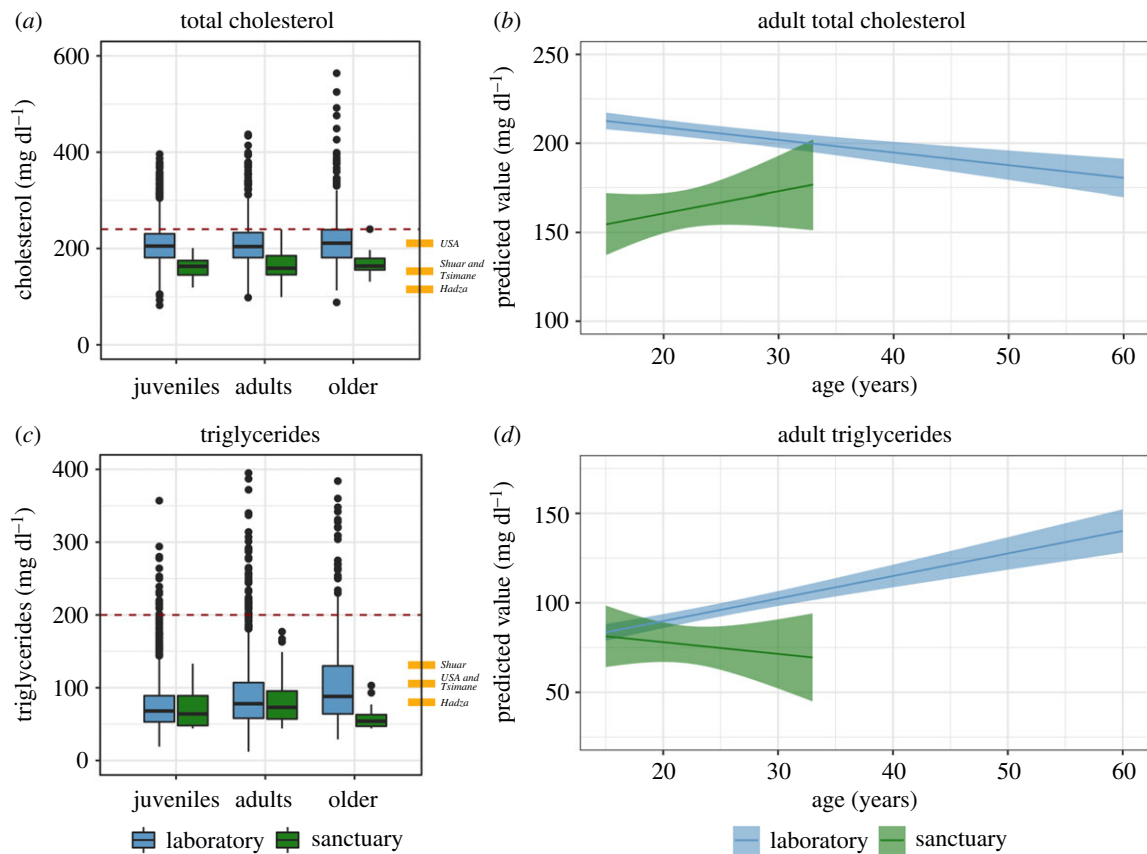 (a) total cholesterol
600
400
200
0
cholesterol (mg dl⁻¹)
USA
Shuar and
Tsimane
Hadza
juveniles adults older
(b) adult total cholesterol
250
200
150
100
predicted value (mg dl⁻¹)
20 30 40 50 60
age (years)
(c) triglycerides
400
300
200
100
0
triglycerides (mg dl⁻¹)
Shuar
USA and
Tsimane
Hadza
juveniles adults older
laboratory sanctuary
(d) adult triglycerides
150
100
50
predicted value (mg dl⁻¹)
20 30 40 50 60
age (years)
laboratory sanctuary